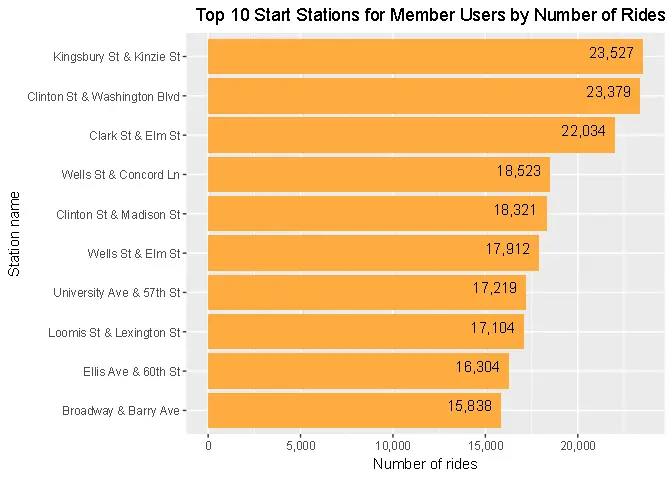 Top 10 Start Stations for Member Users by Number of Rides
Station name
Kingsbury St & Kinzie St 23,527
Clinton St & Washington Blvd 23,379
Clark St & Elm St 22,034
Wells St & Concord Ln 18,523
Clinton St & Madison St 18,321
Wells St & Elm St 17,912
University Ave & 57th St 17,219
Loomis St & Lexington St 17,104
Ellis Ave & 60th St 16,304
Broadway & Barry Ave 15,838
0 5,000 10,000 15,000 20,000
Number of rides